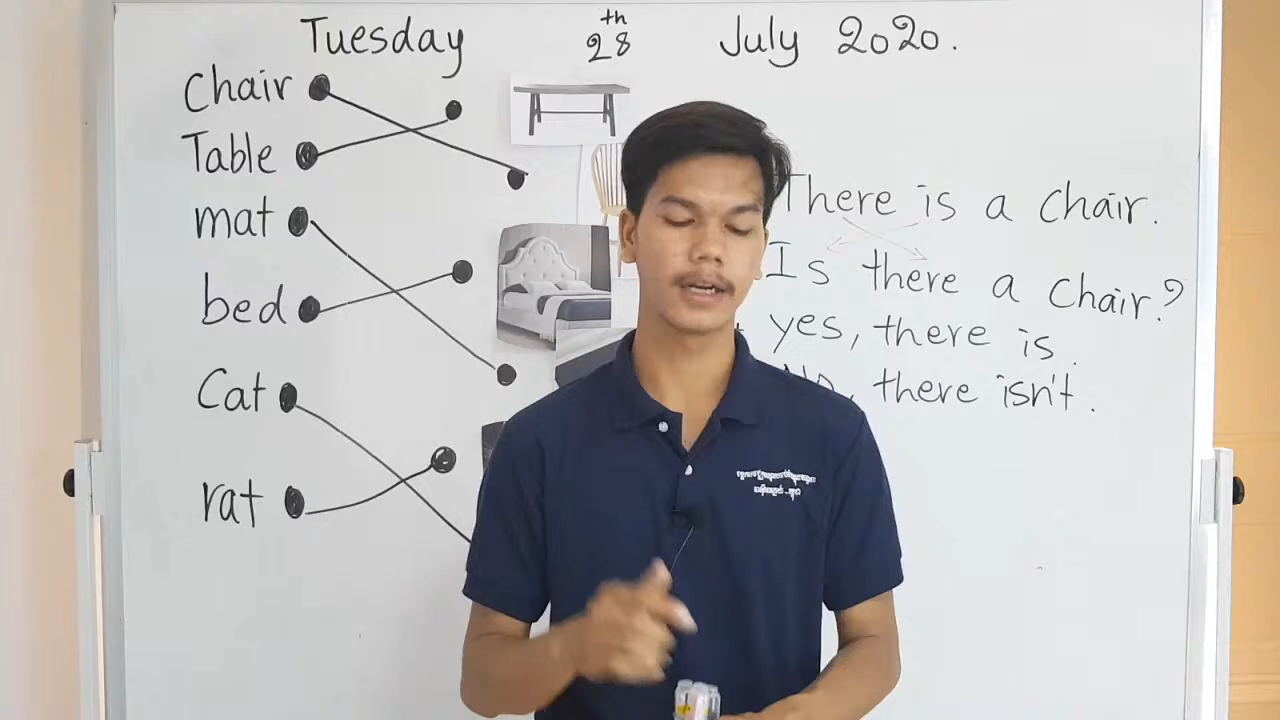 Tuesday 28th July 2020.
Chair
Table
mat
bed
Cat
rat
There is a chair.
Is there a chair?
yes, there is.
No, there isn't.